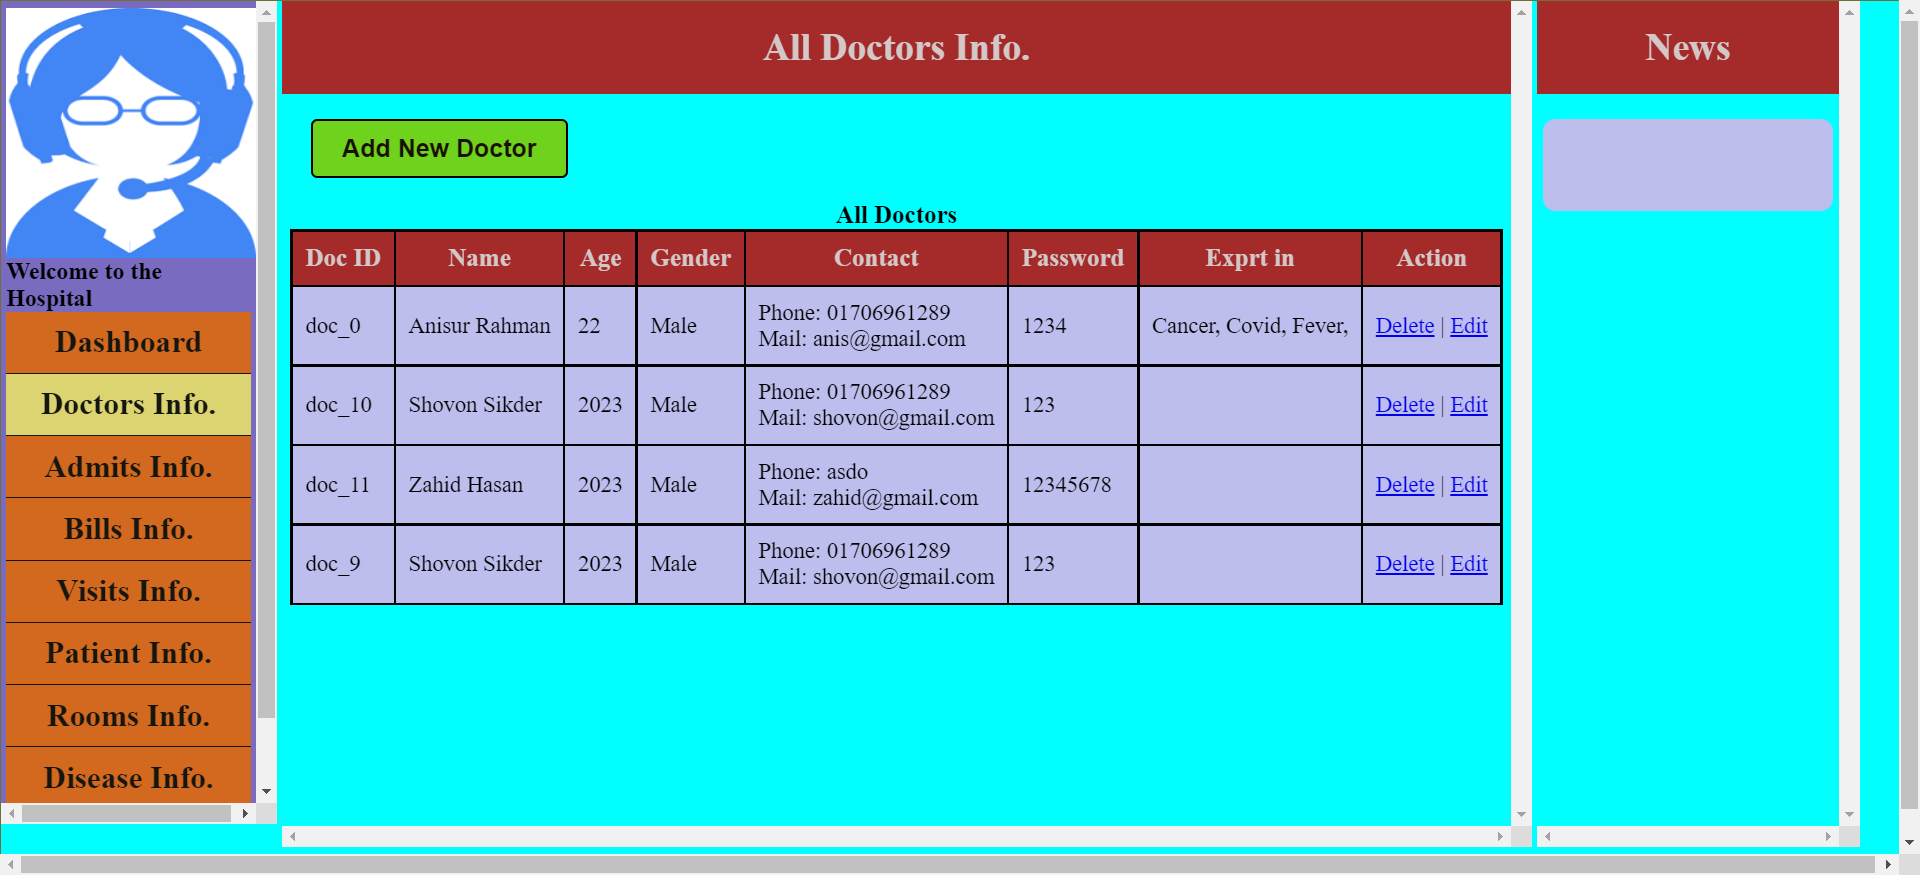 Welcome to the
Hospital
Dashboard
Doctors Info.
Admits Info.
Bills Info.
Visits Info.
Patient Info.
Rooms Info.
Disease Info.
All Doctors Info.
Add New Doctor
All Doctors
Doc ID Name Age Gender Contact Password Exprt in Action
doc_0 Anisur Rahman 22 Male Phone: 01706961289 1234 Cancer, Covid, Fever, Delete | Edit
Mail: anis@gmail.com
doc_10 Shovon Sikder 2023 Male Phone: 01706961289 123 Delete | Edit
Mail: shovon@gmail.com
doc_11 Zahid Hasan 2023 Male Phone: asdo 12345678 Delete | Edit
Mail: zahid@gmail.com
doc_9 Shovon Sikder 2023 Male Phone: 01706961289 123 Delete | Edit
Mail: shovon@gmail.com
News